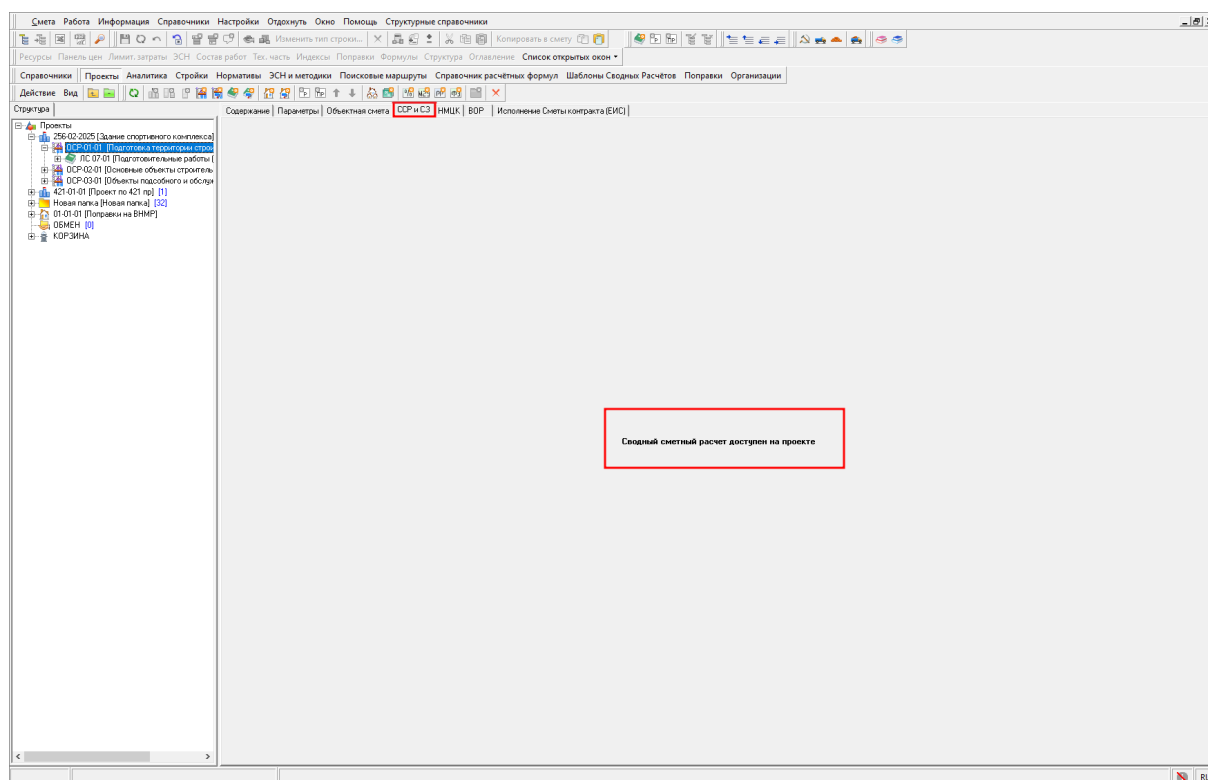 Смета Работа Информация Справочники Настройки Отдохнуть Окно Помощь Структурные справочники
Изменить тип строки... Копировать в смету
Ресурсы Панель цен Лимит. затраты ЭСН Состав работ Тех. часть Индексы Поправки Формулы Структура Оглавление Список открытых окон
Справочники Проекты Аналитика Стройки Нормативы ЭСН и методики Поисковые маршруты Справочник расчётных формул Шаблоны Сводных Расчётов Поправки Организации
Действие Вид
Структура
Содержание Параметры Объектная смета ССР и СЗ НМЦК ВОР Исполнение Сметы контракта (ЕИС)
Проекты
256-02-2025 [Здание спортивного комплекса]
ОСР-01-01 [Подготовка территории строи
ЛС 07-01 [Подготовительные работы (
ОСР-02-01 [Основные объекты строитель
ОСР-03-01 [Объекты подсобного и обслуж
421-01-01 [Проект по 421 пр] [1]
Новая папка [Новая папка] [32]
01-01-01 [Поправки на ВНМР]
ОБМЕН [0]
КОРЗИНА
Сводный сметный расчет доступен на проекте
RU